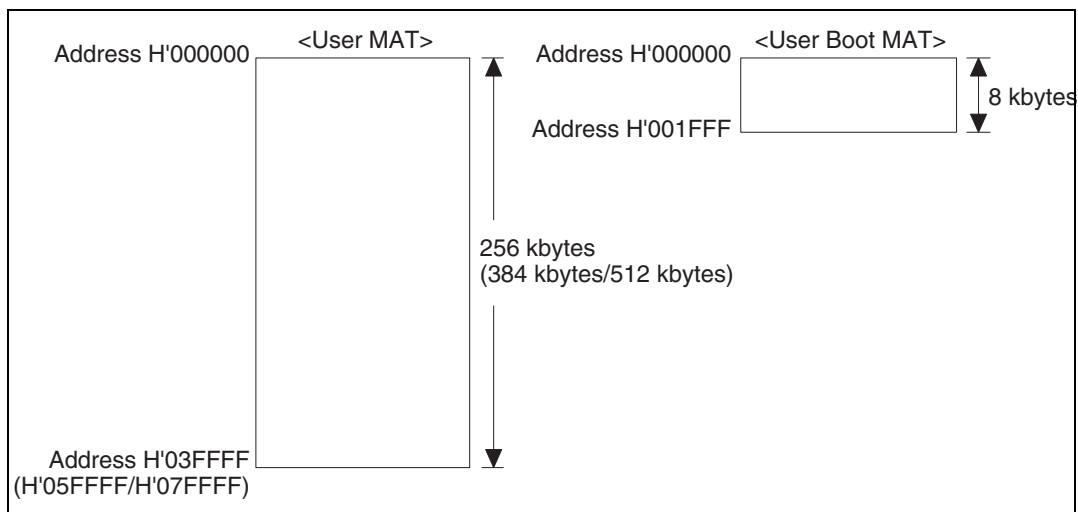 <User MAT>
Address H'000000
256 kbytes
(384 kbytes/512 kbytes)
Address H'03FFFF
(H'05FFFF/H'07FFFF)
<User Boot MAT>
Address H'000000
8 kbytes
Address H'001FFF